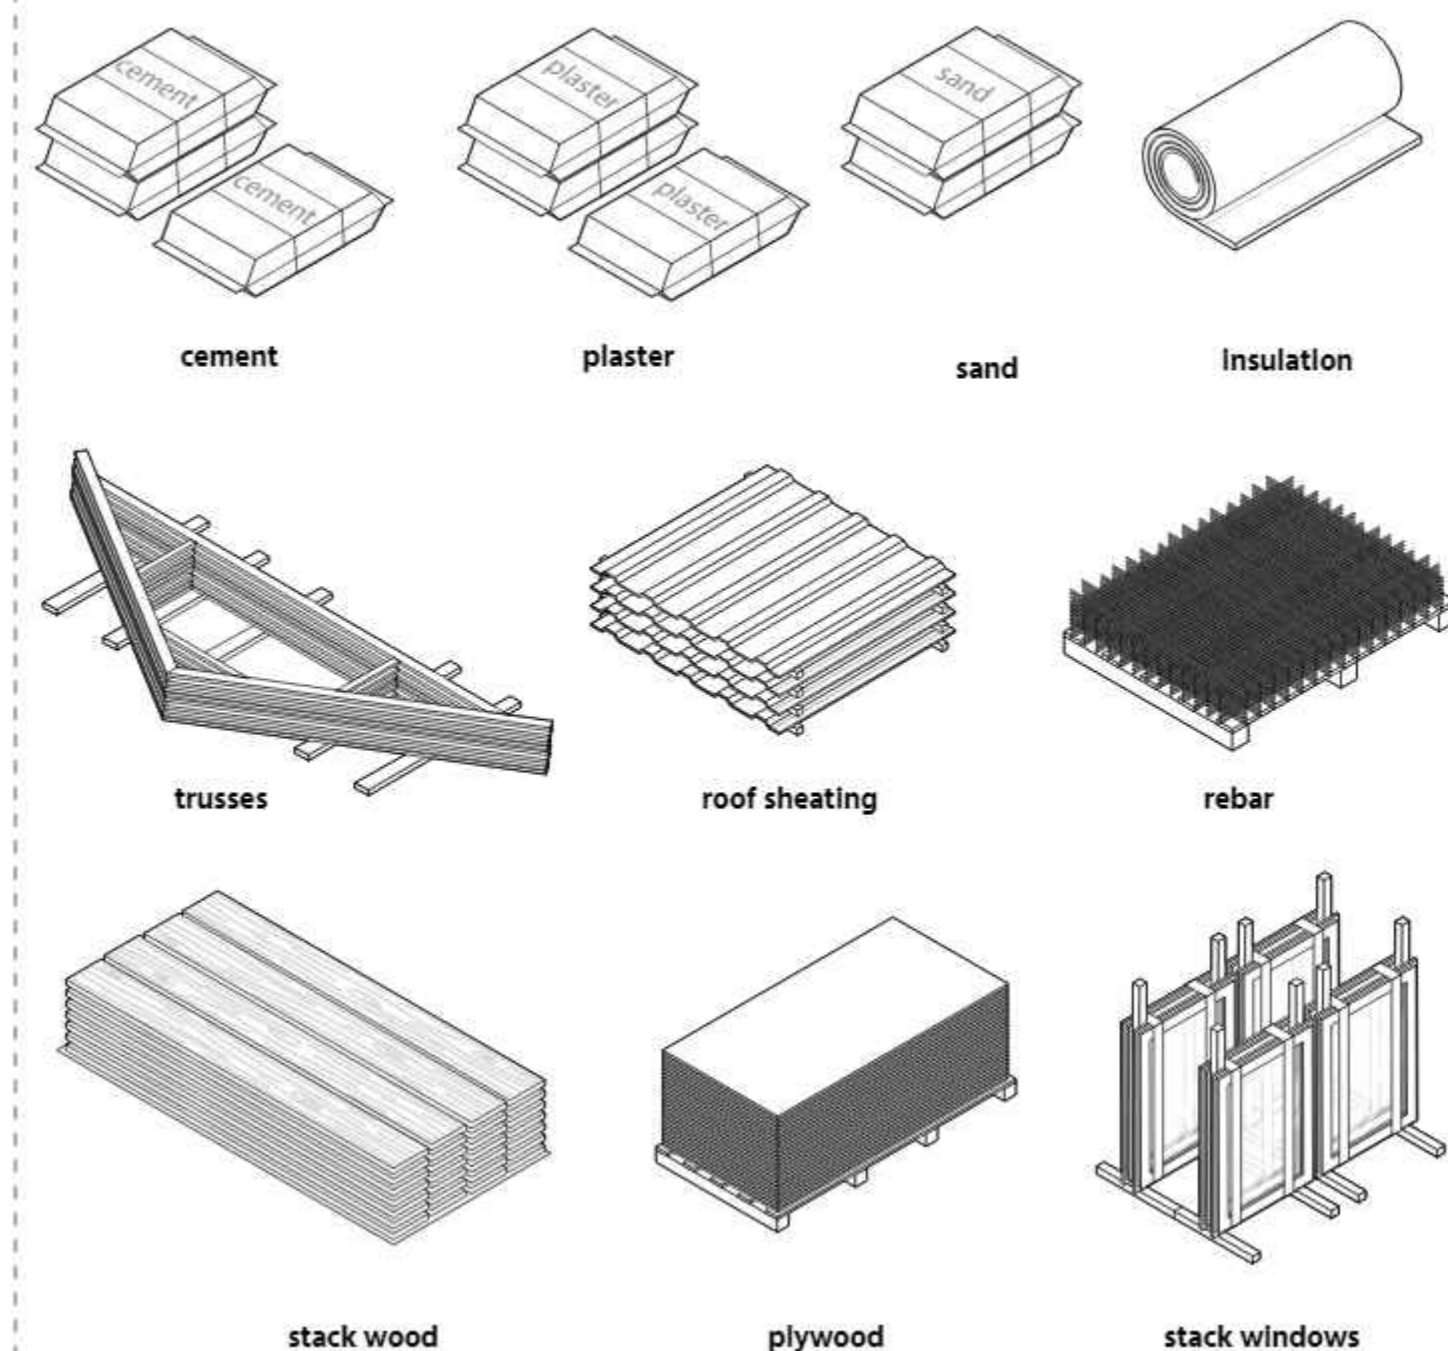 cement
cement
plaster
plaster
sand
cement
plaster
sand
insulation
trusses
roof sheating
rebar
stack wood
plywood
stack windows